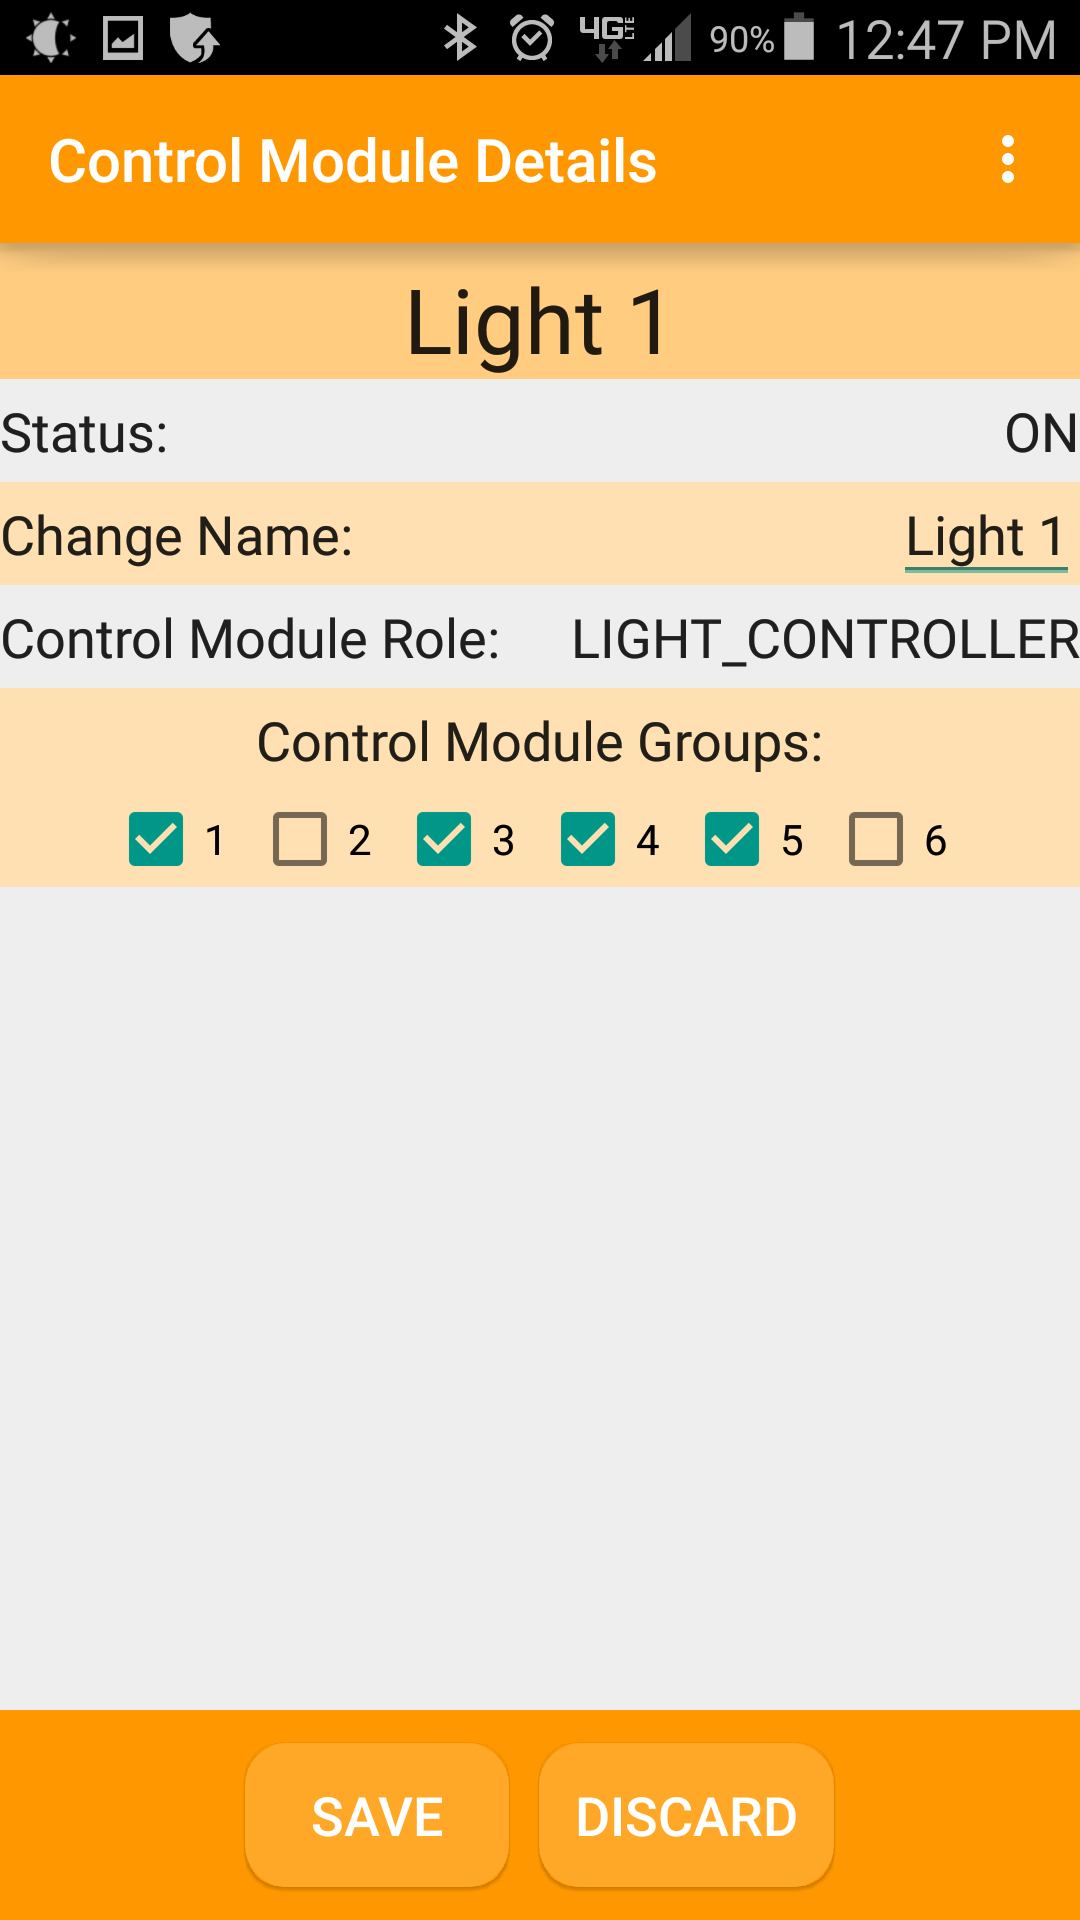 4G LTE 90% 12:47 PM
Control Module Details
Light 1
Status: ON
Change Name: Light 1
Control Module Role: LIGHT_CONTROLLER
Control Module Groups:
1 2 3 4 5 6
SAVE DISCARD